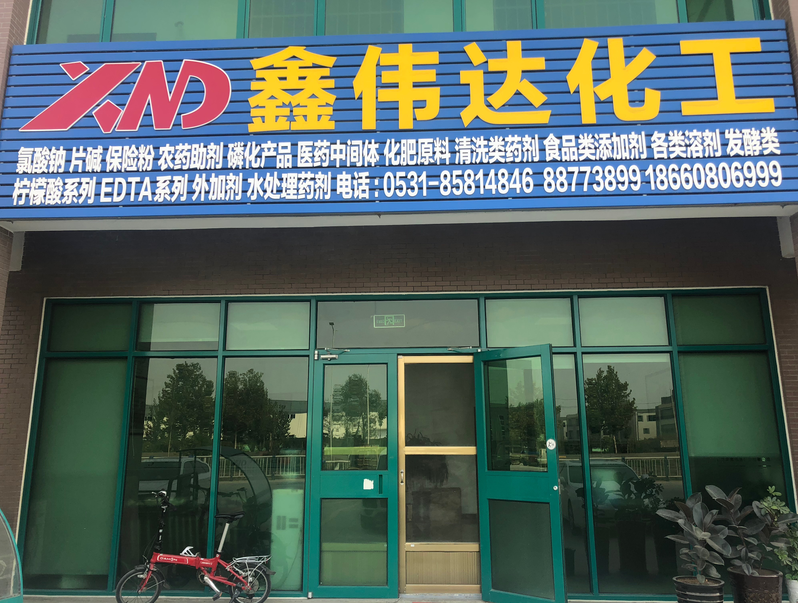 XND 鑫伟达化工
氯酸钠 片碱 保险粉 农药助剂 磷化产品 医药中间体 化肥原料 清洗类药剂 食品类添加剂 各类溶剂 发酵类
柠檬酸系列 EDTA系列 外加剂 水处理药剂 电话:0531-85814846 88773899 18660806999